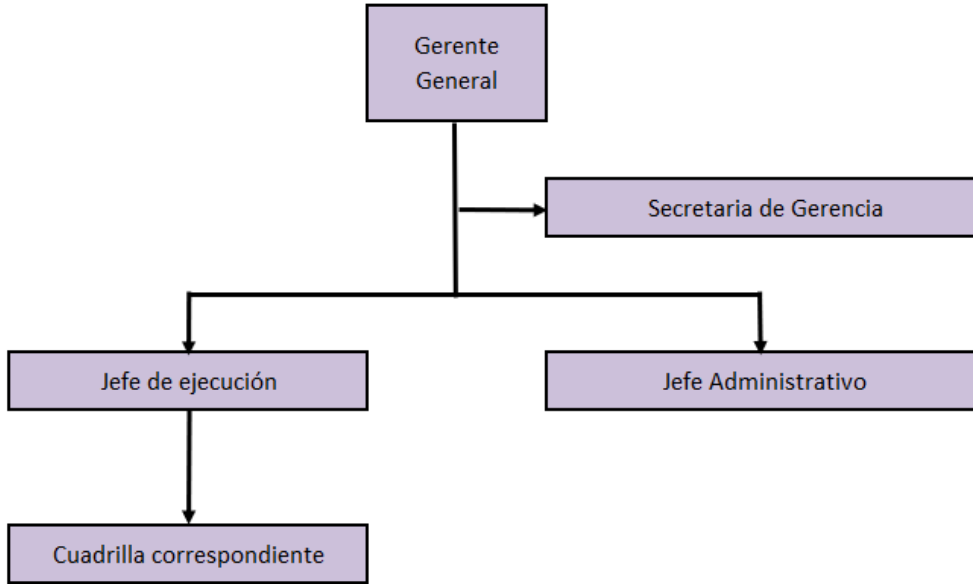 Gerente
General
Secretaria de Gerencia
Jefe de ejecución
Jefe Administrativo
Cuadrilla correspondiente